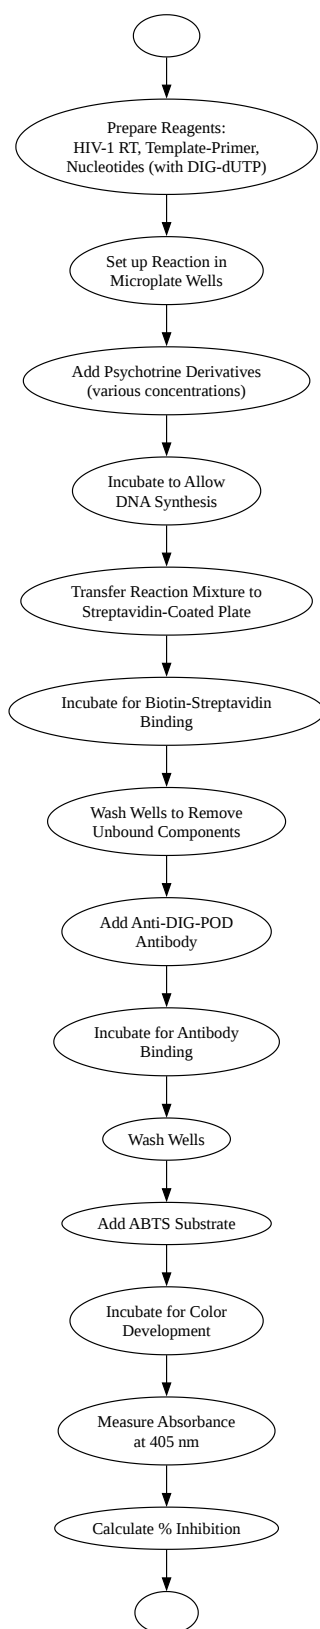 Prepare Reagents:
HIV-1 RT, Template-Primer,
Nucleotides (with DIG-dUTP)
Set up Reaction in
Microplate Wells
Add Psychotrine Derivatives
(various concentrations)
Incubate to Allow
DNA Synthesis
Transfer Reaction Mixture to
Streptavidin-Coated Plate
Incubate for Biotin-Streptavidin
Binding
Wash Wells to Remove
Unbound Components
Add Anti-DIG-POD
Antibody
Incubate for Antibody
Binding
Wash Wells
Add ABTS Substrate
Incubate for Color
Development
Measure Absorbance
at 405 nm
Calculate % Inhibition